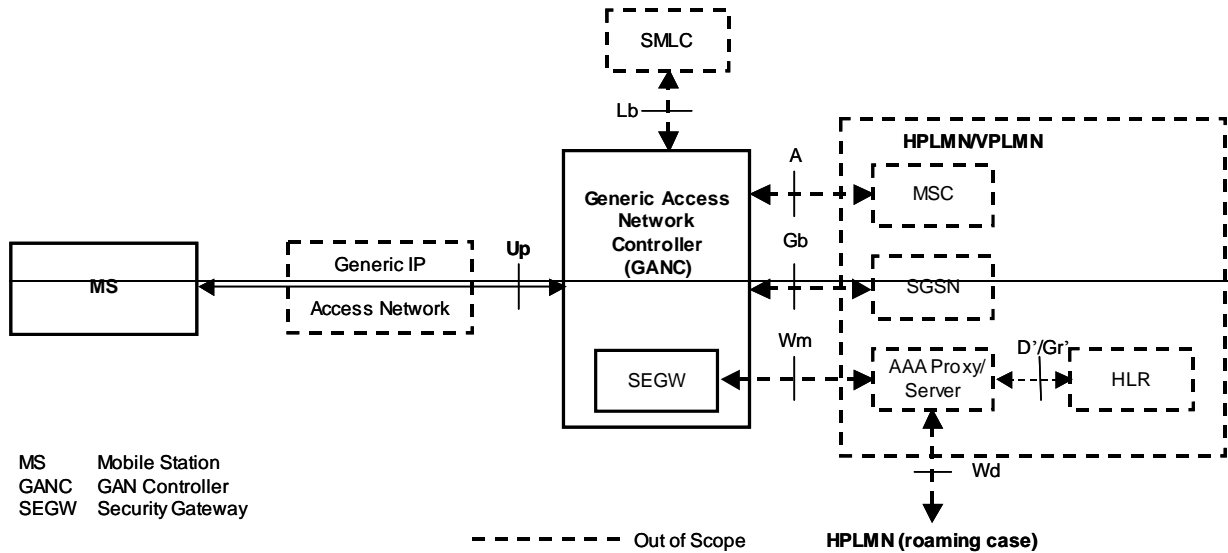 SMLC
Lb
HPLMN/VPLMN
A
MSC
Generic Access
Network
Controller
(GANC)
Gb
Up
Generic IP
MS
SGSN
Access Network
Wm
D'/Gr'
SEGW
AAA Proxy/
Server
HLR
MS Mobile Station
GANC GAN Controller
SEGW Security Gateway
Wd
Out of Scope
HPLMN (roaming case)